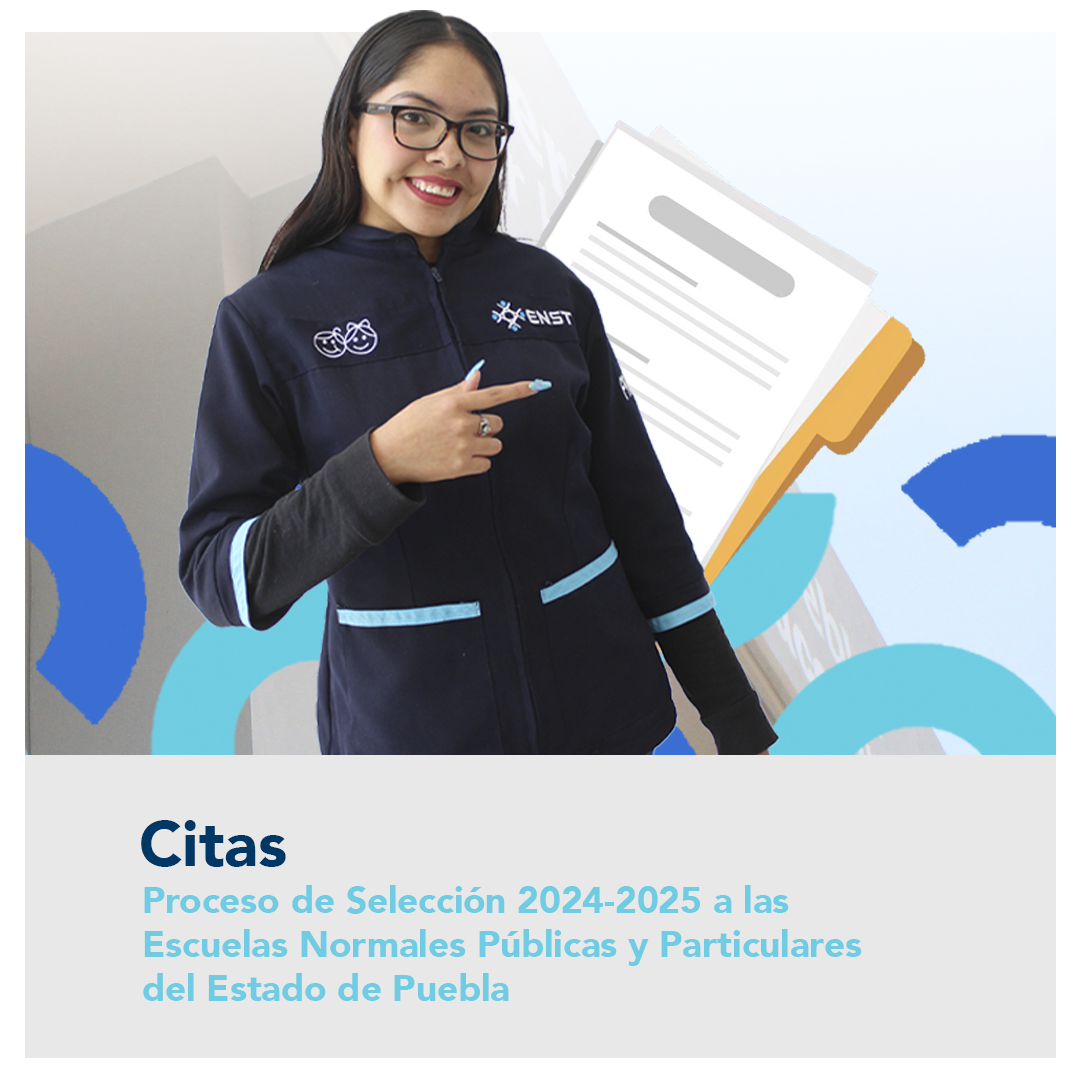 ENST
Citas
Proceso de Selección 2024-2025 a las
Escuelas Normales Públicas y Particulares
del Estado de Puebla